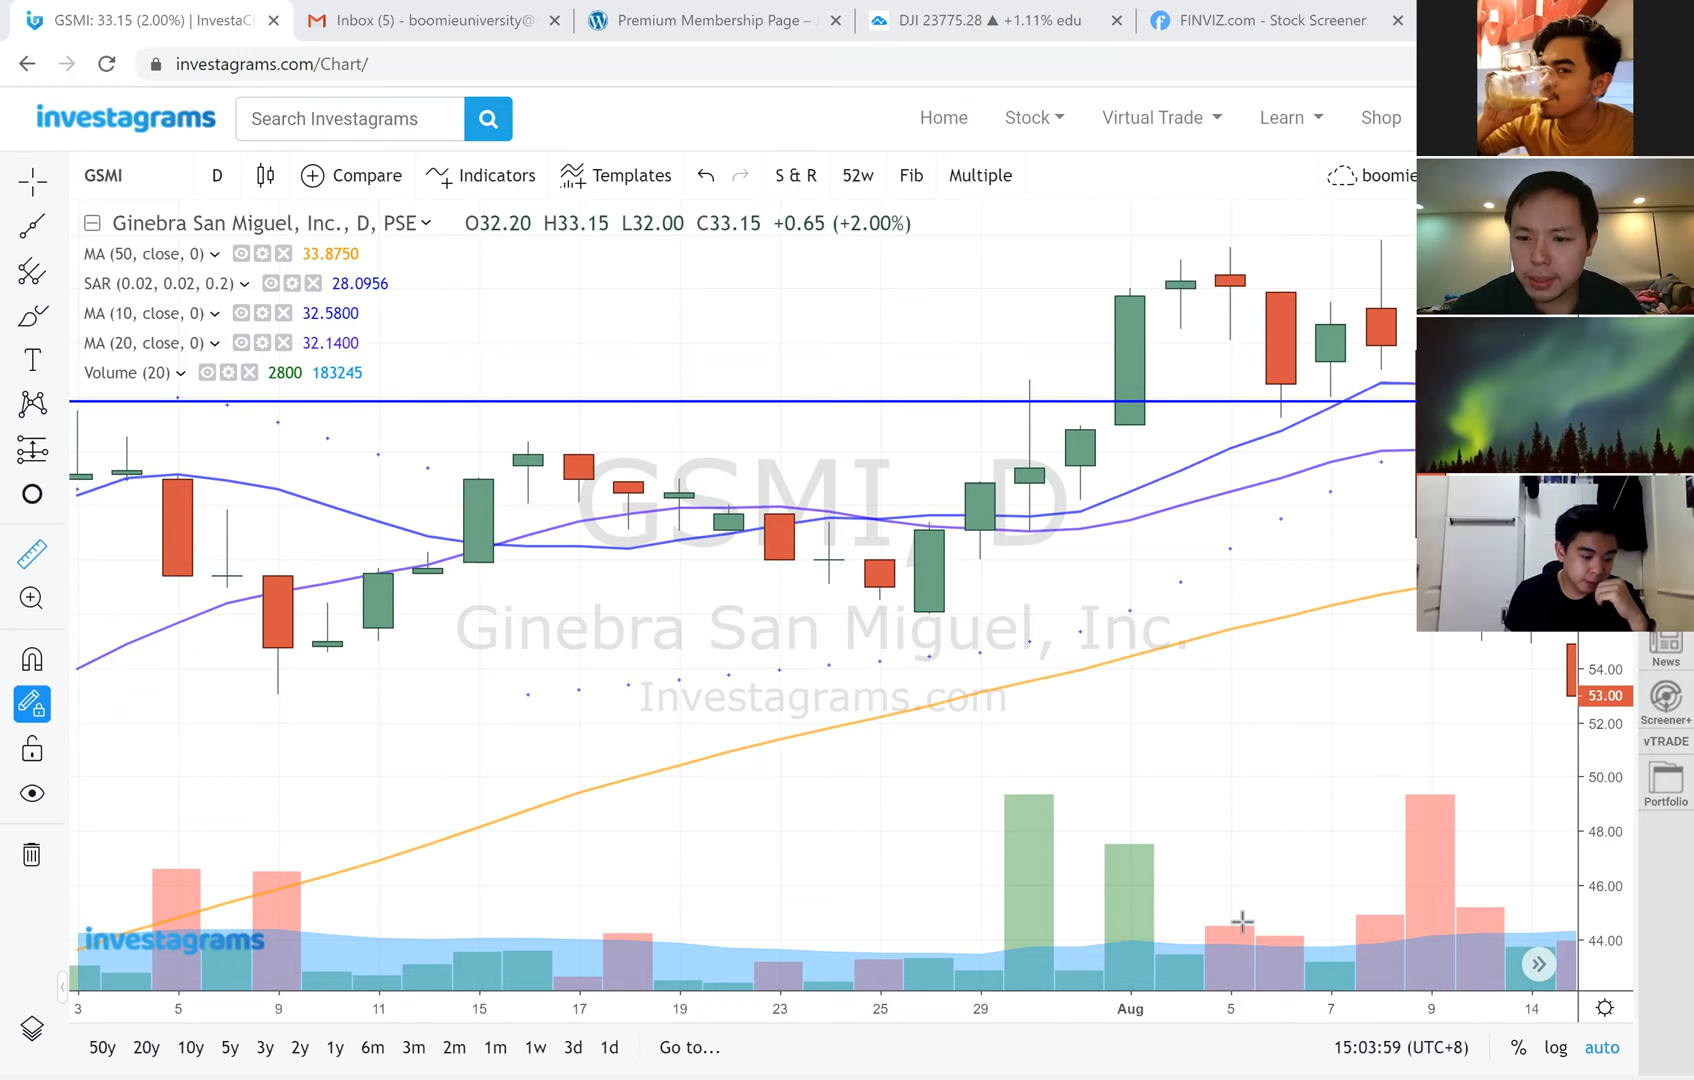 GSMI: 33.15 (2.00%) | InvestaCh
Inbox (5) - boomieuniversity@
Premium Membership Page –
DJI 23775.28 ▲ +1.11% edu
FINVIZ.com - Stock Screener
investagrams.com/Chart/
investagrams
Search Investagrams
Home
Stock
Virtual Trade
Learn
Shop
GSMI
D
Compare
Indicators
Templates
S & R
52w
Fib
Multiple
boomie
Ginebra San Miguel, Inc., D, PSE O32.20 H33.15 L32.00 C33.15 +0.65 (+2.00%)
MA (50, close, 0) 33.8750
SAR (0.02, 0.02, 0.2) 28.0956
MA (10, close, 0) 32.5800
MA (20, close, 0) 32.1400
Volume (20) 2800 183245
GSMI, D
Ginebra San Miguel, Inc.
Investagrams.com
54.00
53.00
52.00
50.00
48.00
46.00
44.00
News
Screener+
vTRADE
Portfolio
investagrams
3 5 9 11 15 17 19 23 25 29 Aug 5 7 9 14
50y 20y 10y 5y 3y 2y 1y 6m 3m 2m 1m 1w 3d 1d Go to...
15:03:59 (UTC+8) % log auto